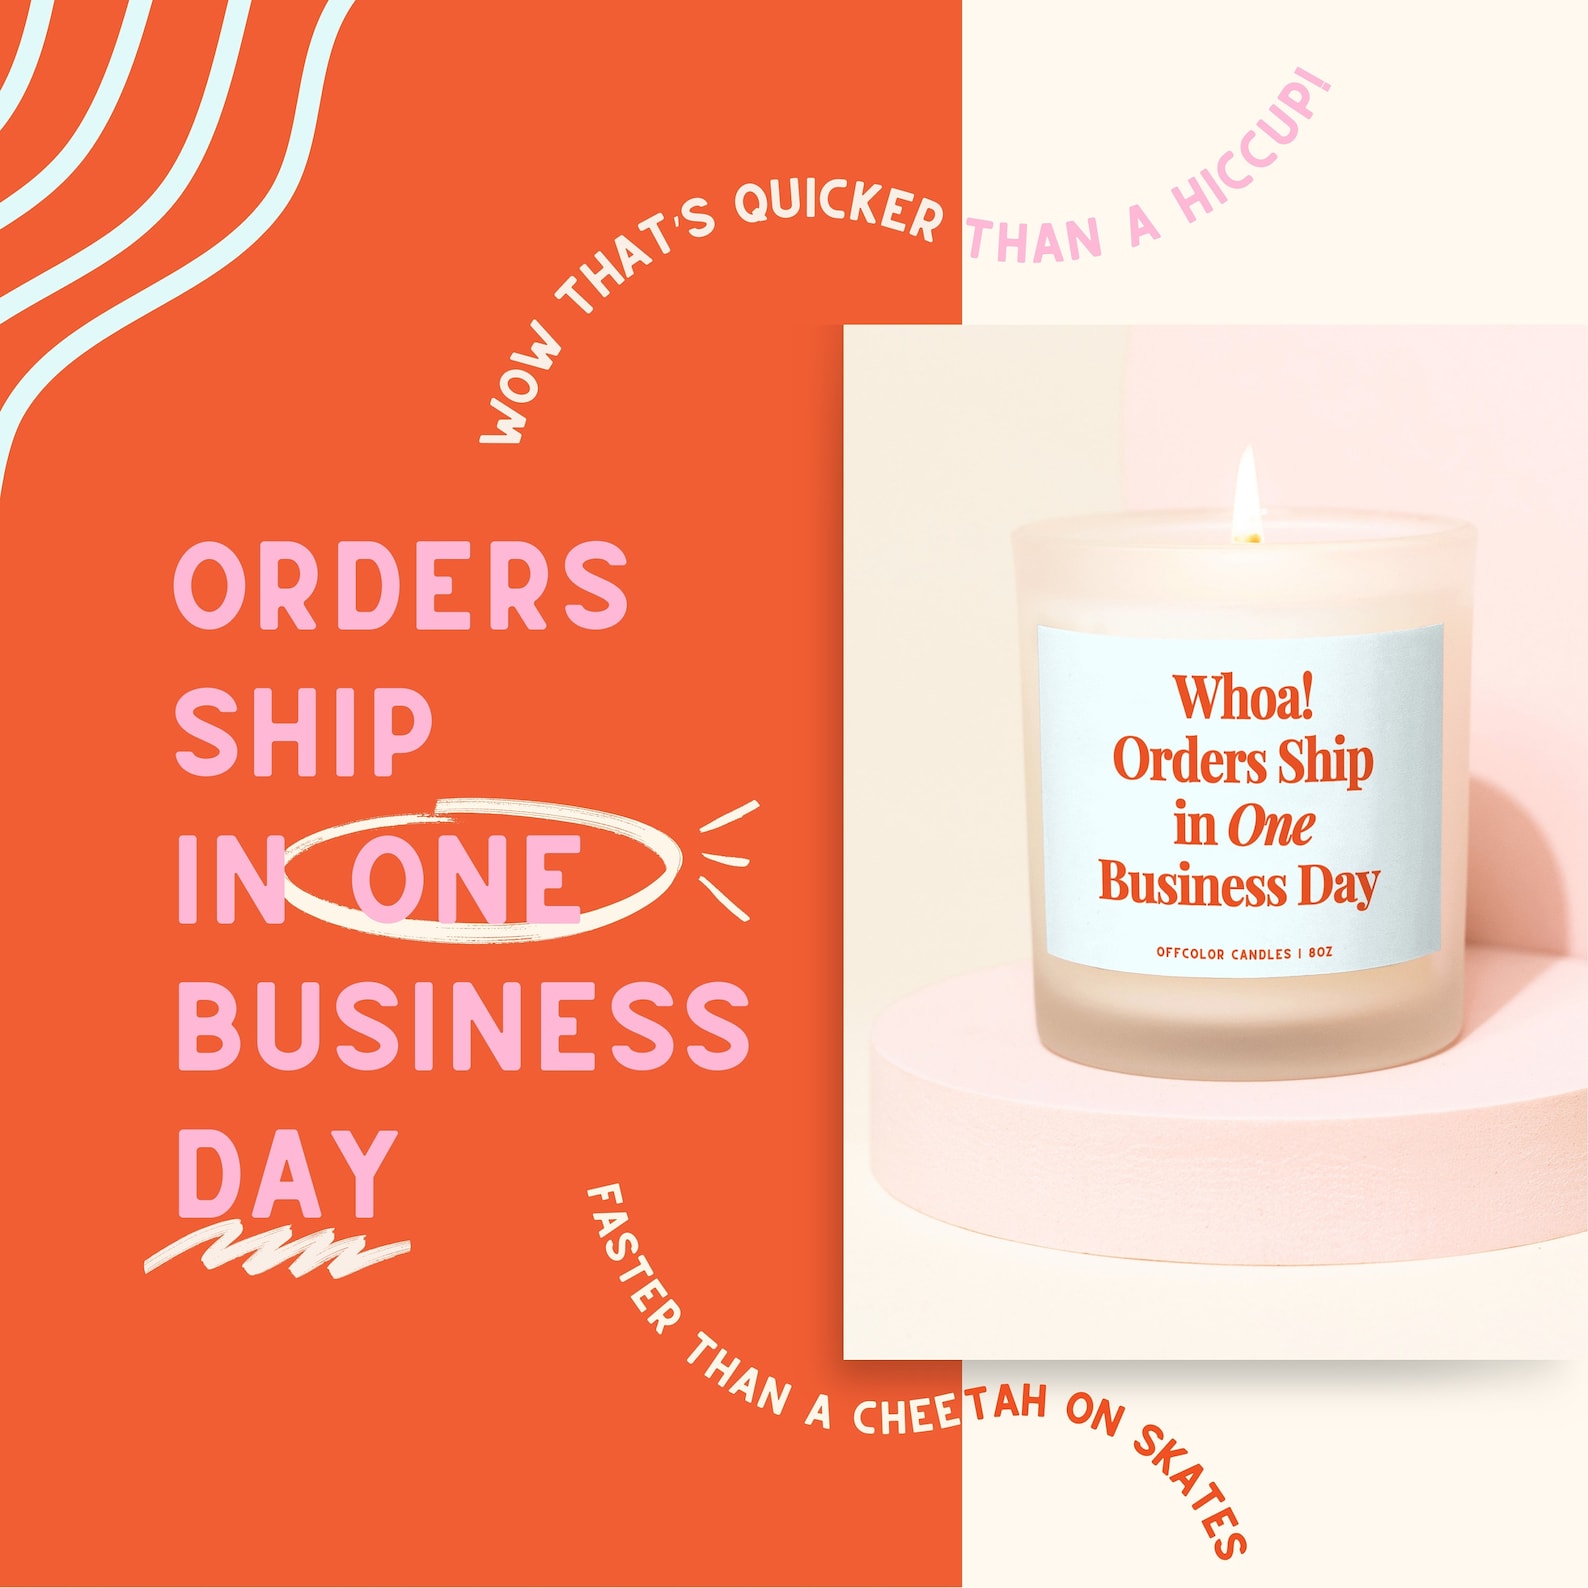 WOW THAT'S QUICKER THAN A HICCUP!
ORDERS
SHIP
IN ONE
BUSINESS
DAY
Whoa!
Orders Ship
in One
Business Day
OFFCOLOR CANDLES | 8OZ
FASTER THAN A CHEETAH ON SKATES